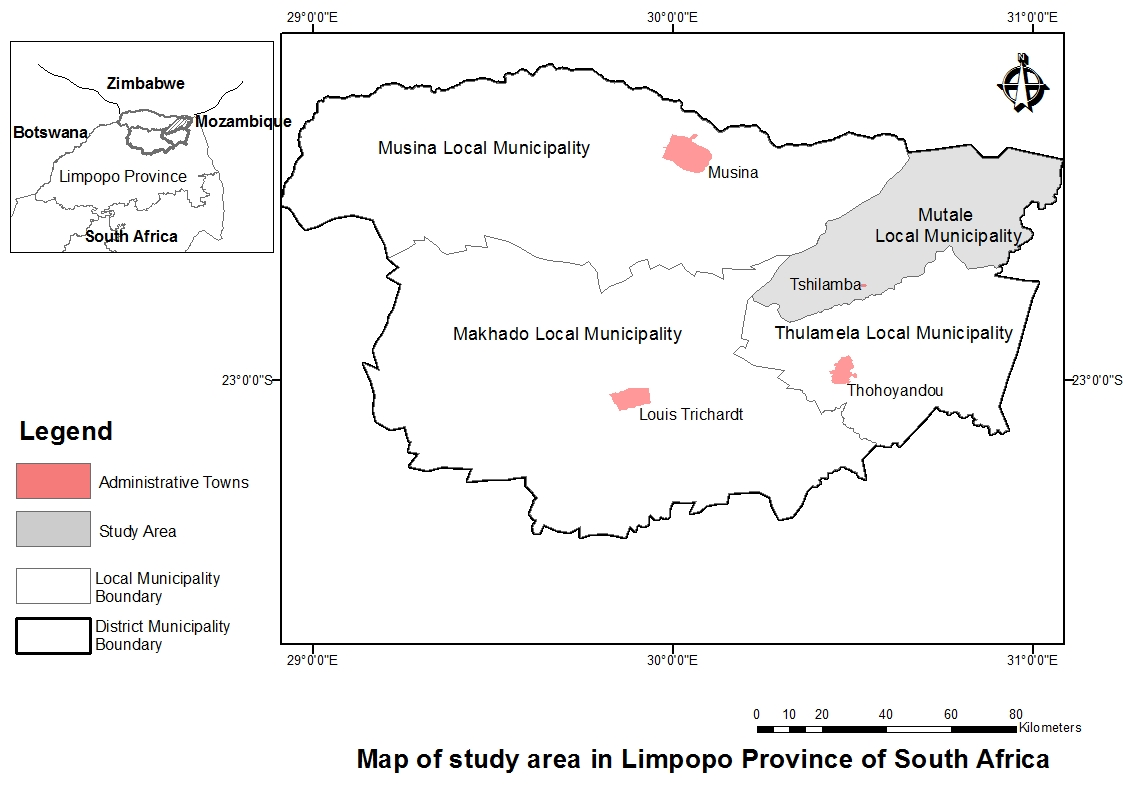 29°0'0"E
30°0'0"E
31°0'0"E
Zimbabwe
Mozambique
Botswana
Limpopo Province
South Africa
N
Musina Local Municipality
Musina
Mutale
Local Municipality
Tshilamba
Makhado Local Municipality
Thulamela Local Municipality
23°0'0"S
23°0'0"S
Thohoyandou
Louis Trichardt
Legend
Administrative Towns
Study Area
Local Municipality
Boundary
District Municipality
Boundary
29°0'0"E
30°0'0"E
31°0'0"E
0 10 20 40 60 80
Kilometers
Map of study area in Limpopo Province of South Africa